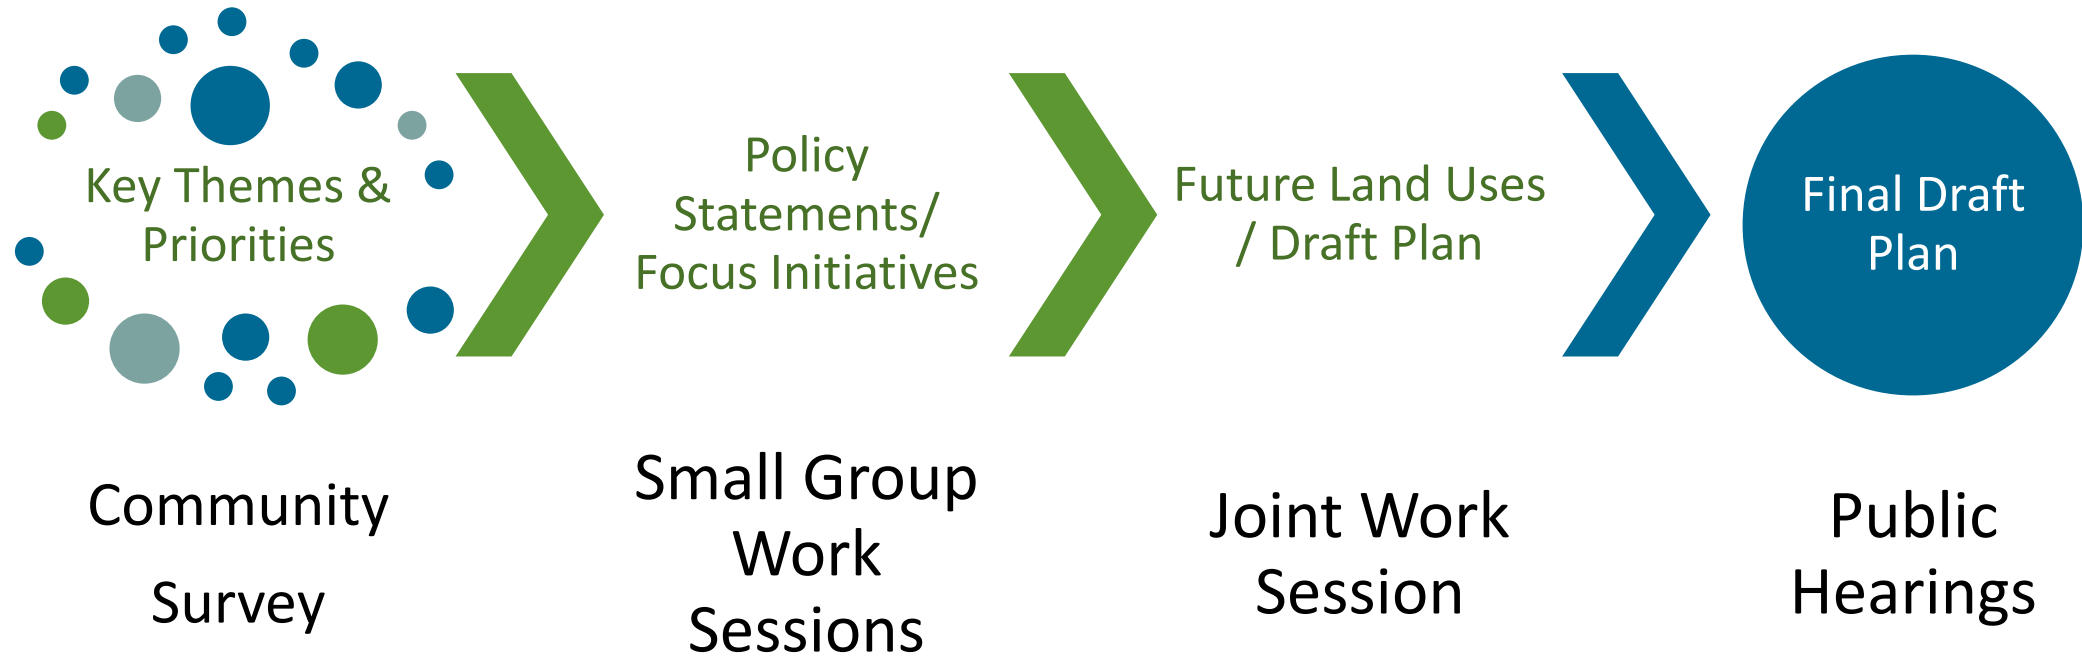 Key Themes &
Priorities
Policy
Statements/
Focus Initiatives
Future Land Uses
/ Draft Plan
Final Draft
Plan
Community
Survey
Small Group
Work
Sessions
Joint Work
Session
Public
Hearings